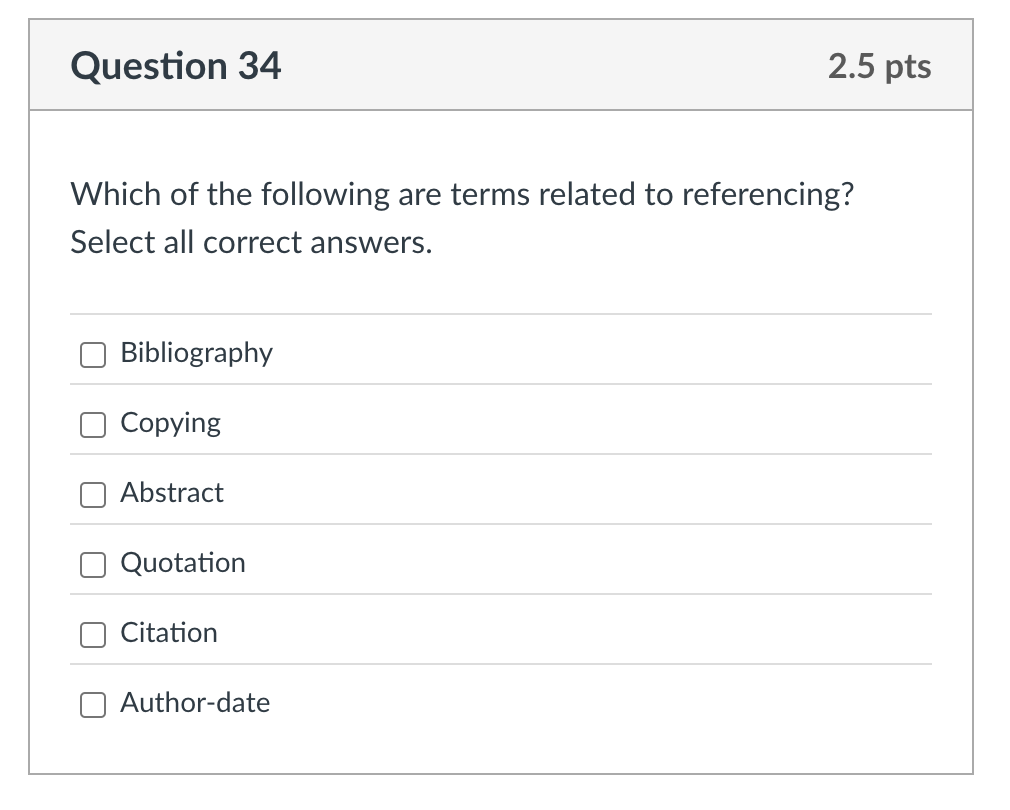 Question 34
2.5 pts
Which of the following are terms related to referencing?
Select all correct answers.
Bibliography
Copying
Abstract
Quotation
Citation
Author-date